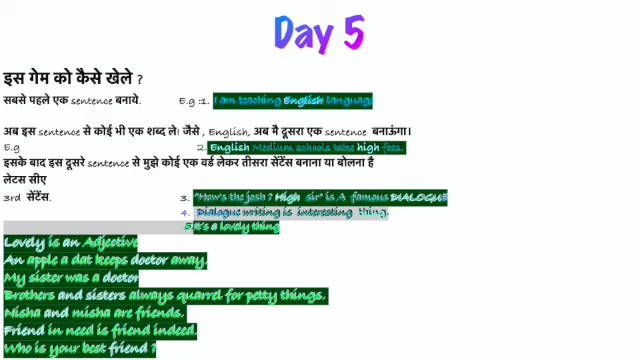 Day 5
इस गेम को कैसे खेले ?
सबसे पहले एक sentence बनाये. E.g :1. I am teaching English language
अब इस sentence से कोई भी एक शब्द ले। जैसे , English, अब मै दूसरा एक sentence बनाऊंगा।
E.g 2. English Medium schools take high fees.
इसके बाद इस दूसरे sentence से मुझे कोई एक वर्ड लेकर तीसरा सेंटेंस बनाना या बोलना है
लेटस सीए
3rd सेंटेंस. 3. "How's the josh ? High sir" is A famous DIALOGUE
4. Dialogue writing is interesting thing.
5 It's a lovely thing
Lovely is an Adjective
An apple a dat keeps doctor away.
My sister was a doctor
Brothers and sisters always quarrel for petty things.
Nisha and misha are friends.
Friend in need is friend indeed.
Who is your best friend ?